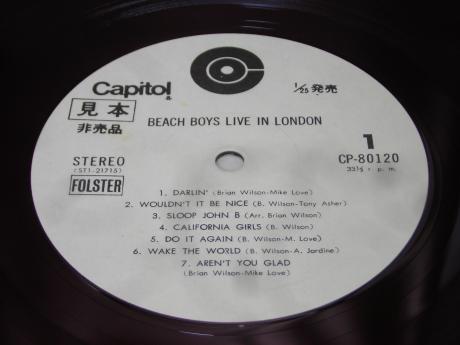 Capitol
®
1/25 発売
見本
非売品
BEACH BOYS LIVE IN LONDON
STEREO
(ST1-21715)
FOLSTER
1
CP-80120
33⅓ r. p. m.
1. DARLIN' (Brian Wilson-Mike Love)
2. WOULDN'T IT BE NICE (B. Wilson-Tony Asher)
3. SLOOP JOHN B (Arr. Brian Wilson)
4. CALIFORNIA GIRLS (B. Wilson)
5. DO IT AGAIN (B. Wilson-M. Love)
6. WAKE THE WORLD (B. Wilson-A. Jardine)
7. AREN'T YOU GLAD
(Brian Wilson-Mike Love)